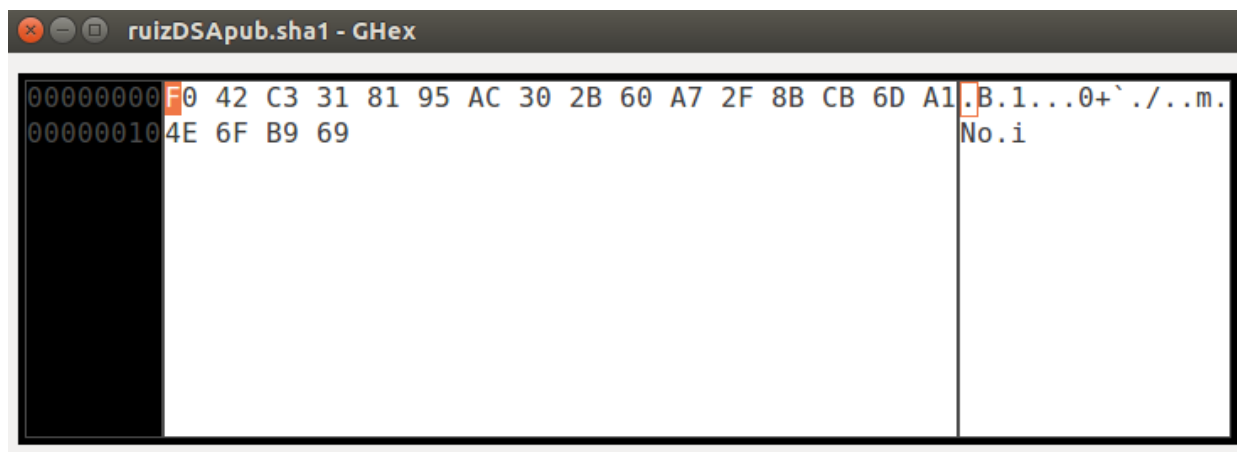 ruizDSApub.sha1 - GHex
00000000 F0 42 C3 31 81 95 AC 30 2B 60 A7 2F 8B CB 6D A1 .B.1...0+`./..m.
00000010 4E 6F B9 69 No.i